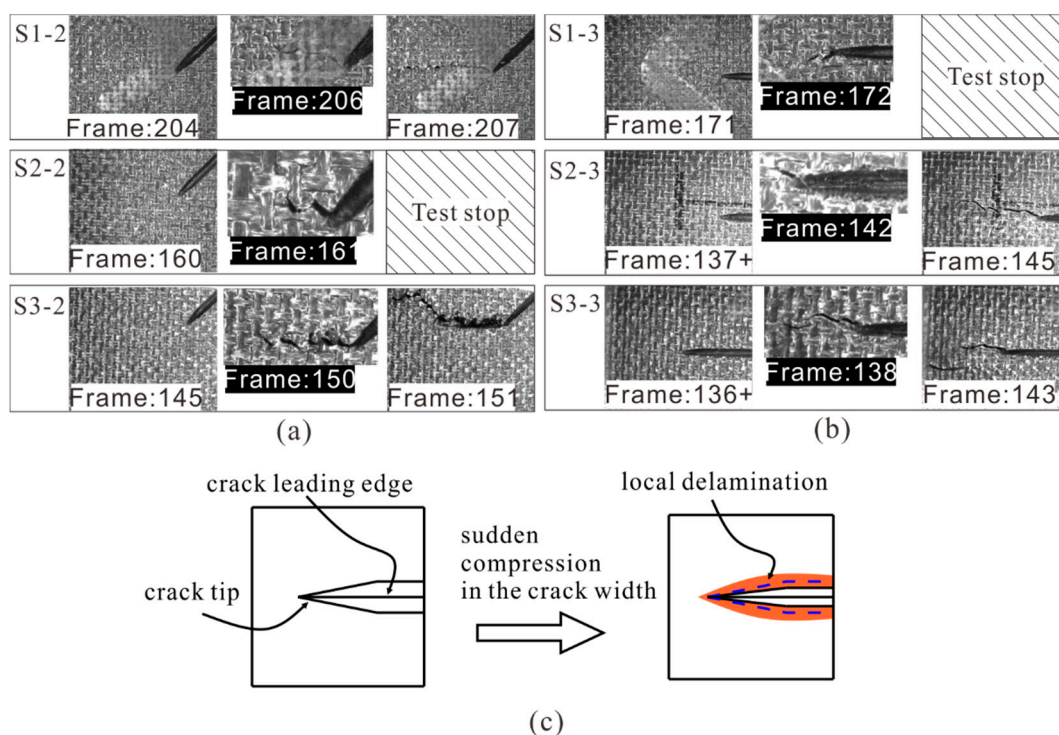 S1-2
Frame:204
Frame:206
Frame:207
S2-2
Frame:160
Frame:161
Test stop
S3-2
Frame:145
Frame:150
Frame:151
(a)
S1-3
Frame:171
Frame:172
Test stop
S2-3
Frame:137+
Frame:142
Frame:145
S3-3
Frame:136+
Frame:138
Frame:143
(b)
crack leading edge
crack tip
sudden
compression
in the crack width
local delamination
(c)